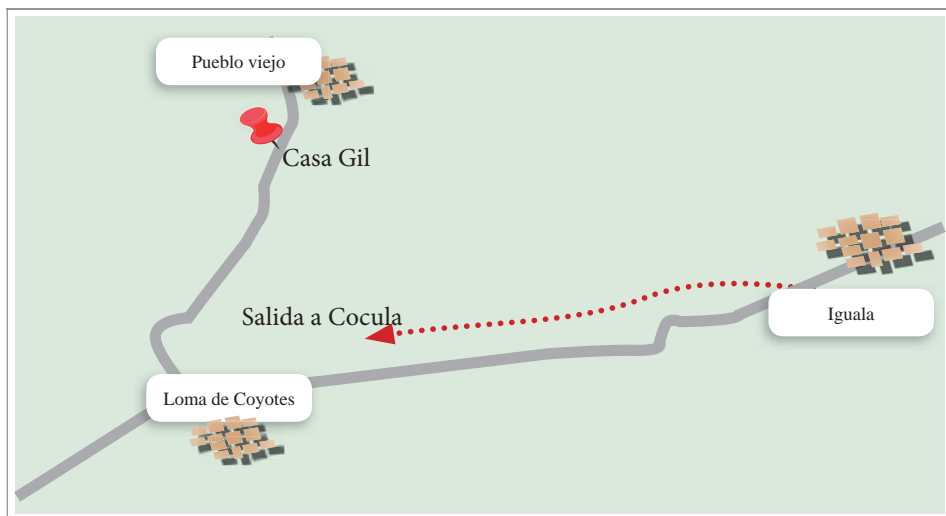 Pueblo viejo
Casa Gil
Salida a Cocula
Iguala
Loma de Coyotes